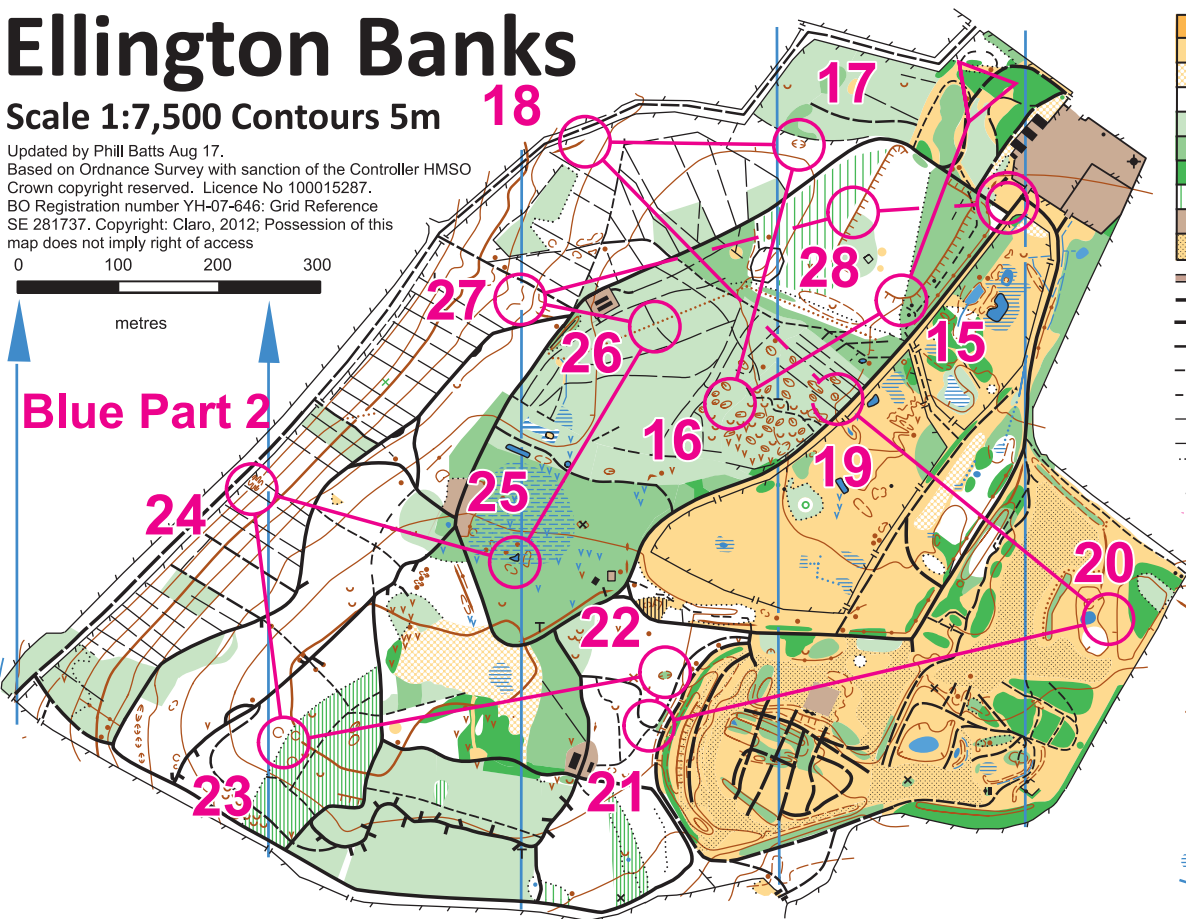 Ellington Banks
Scale 1:7,500 Contours 5m
Updated by Phill Batts Aug 17.
Based on Ordnance Survey with sanction of the Controller HMSO
Crown copyright reserved. Licence No 100015287.
BO Registration number YH-07-646: Grid Reference
SE 281737. Copyright: Claro, 2012; Possession of this
map does not imply right of access
0 100 200 300
metres
Blue Part 2
18
17
27
28
26
15
16
19
25
24
20
22
23
21